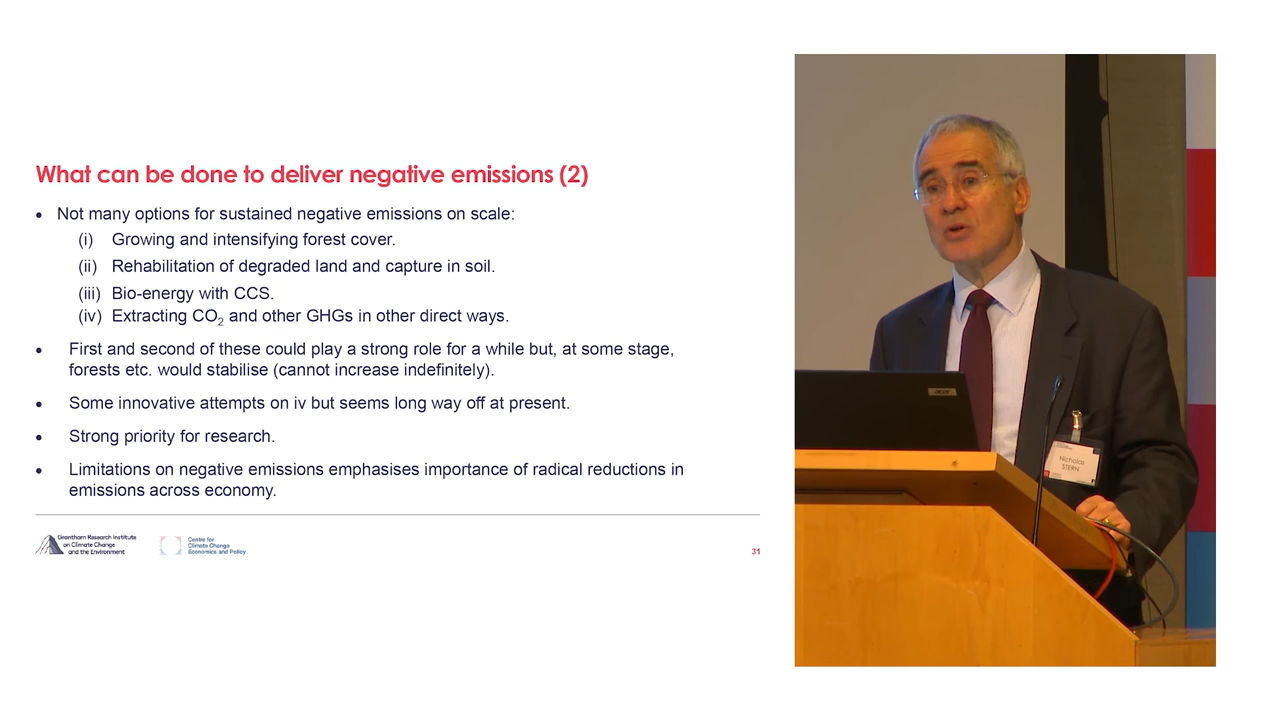 What can be done to deliver negative emissions (2)
• Not many options for sustained negative emissions on scale:
(i) Growing and intensifying forest cover.
(ii) Rehabilitation of degraded land and capture in soil.
(iii) Bio-energy with CCS.
(iv) Extracting CO₂ and other GHGs in other direct ways.
• First and second of these could play a strong role for a while but, at some stage,
forests etc. would stabilise (cannot increase indefinitely).
• Some innovative attempts on iv but seems long way off at present.
• Strong priority for research.
• Limitations on negative emissions emphasises importance of radical reductions in
emissions across economy.
Grantham Research Institute
on Climate Change
and the Environment
Centre for
Climate Change
Economics and Policy
31
acer
Nicholas
STERN